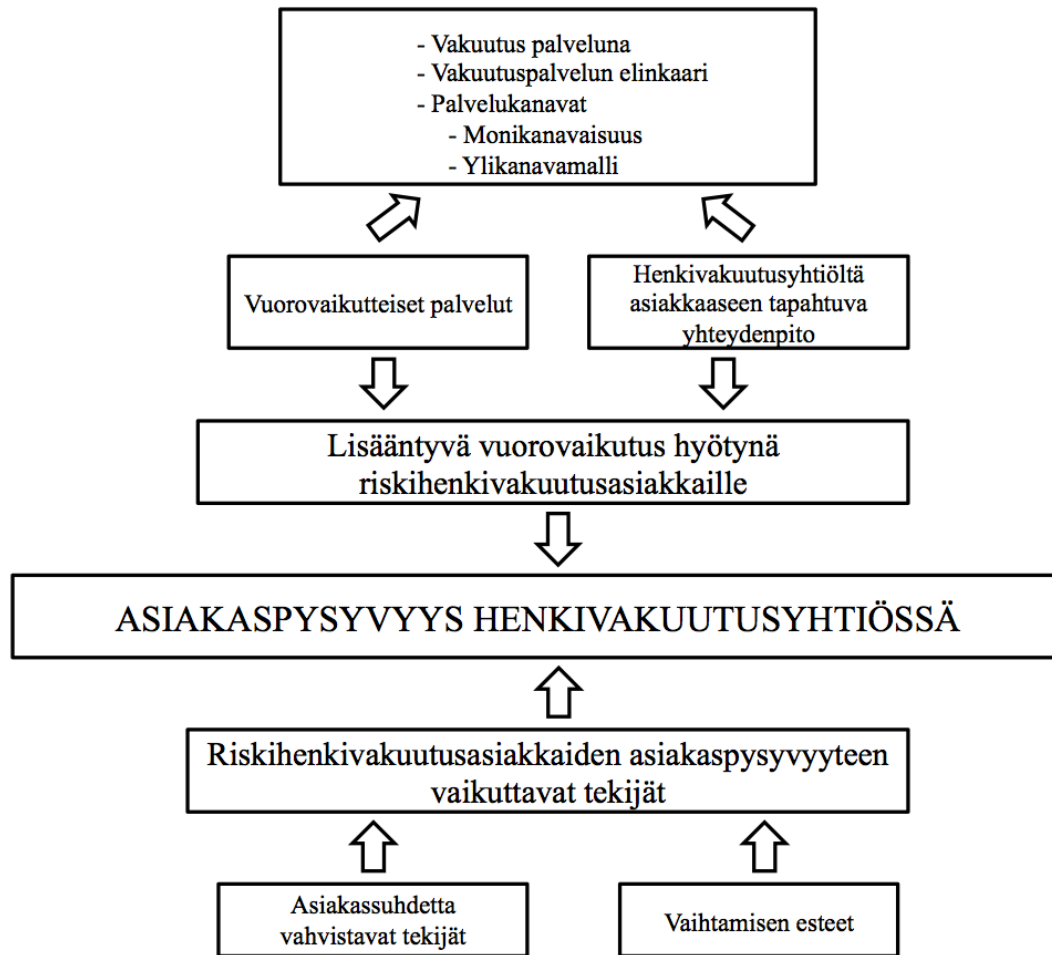 - Vakuutus palveluna
- Vakuutuspalvelun elinkaari
- Palvelukanavat
- Monikanavaisuus
- Ylikanavamalli
Vuorovaikutteiset palvelut
Henkivakuutusyhtiöltä
asiakkaaseen tapahtuva
yhteydenpito
Lisääntyvä vuorovaikutus hyötynä
riskihenkivakuutusasiakkaille
ASIAKASPYSYVYYS HENKIVAKUUTUSYHTIÖSSÄ
Riskihenkivakuutusasiakkaiden asiakaspysyvyyteen
vaikuttavat tekijät
Asiakassuhdetta
vahvistavat tekijät
Vaihtamisen esteet